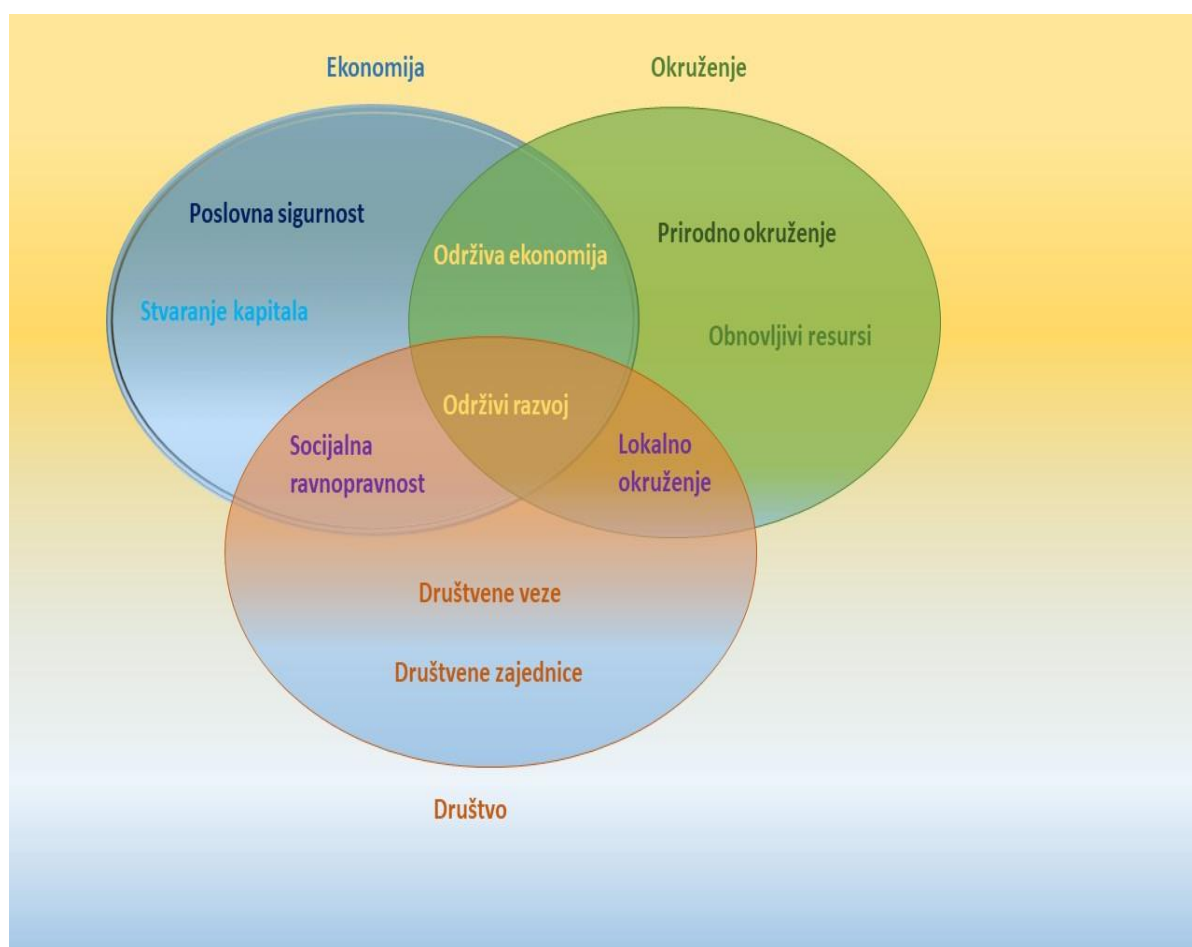 Ekonomija
Okruženje
Poslovna sigurnost
Prirodno okruženje
Održiva ekonomija
Stvaranje kapitala
Obnovljivi resursi
Održivi razvoj
Socijalna
ravnopravnost
Lokalno
okruženje
Društvene veze
Društvene zajednice
Društvo